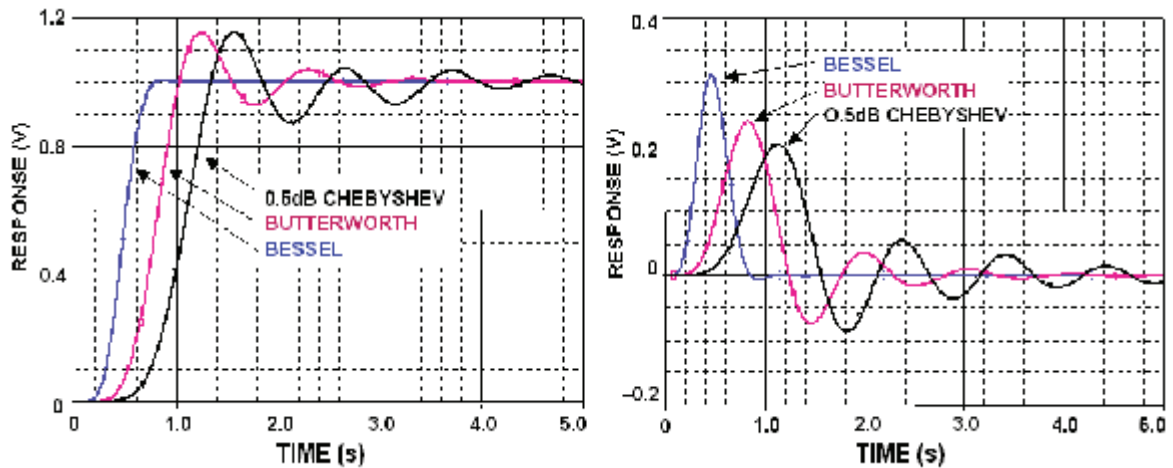 1.2
0.8
0.4
0
RESPONSE (V)
0.5dB CHEBYSHEV
BUTTERWORTH
BESSEL
0 1.0 2.0 3.0 4.0 5.0
TIME (s)
0.4
0.2
0
–0.2
RESPONSE (V)
BESSEL
BUTTERWORTH
0.5dB CHEBYSHEV
0 1.0 2.0 3.0 4.0 5.0
TIME (s)